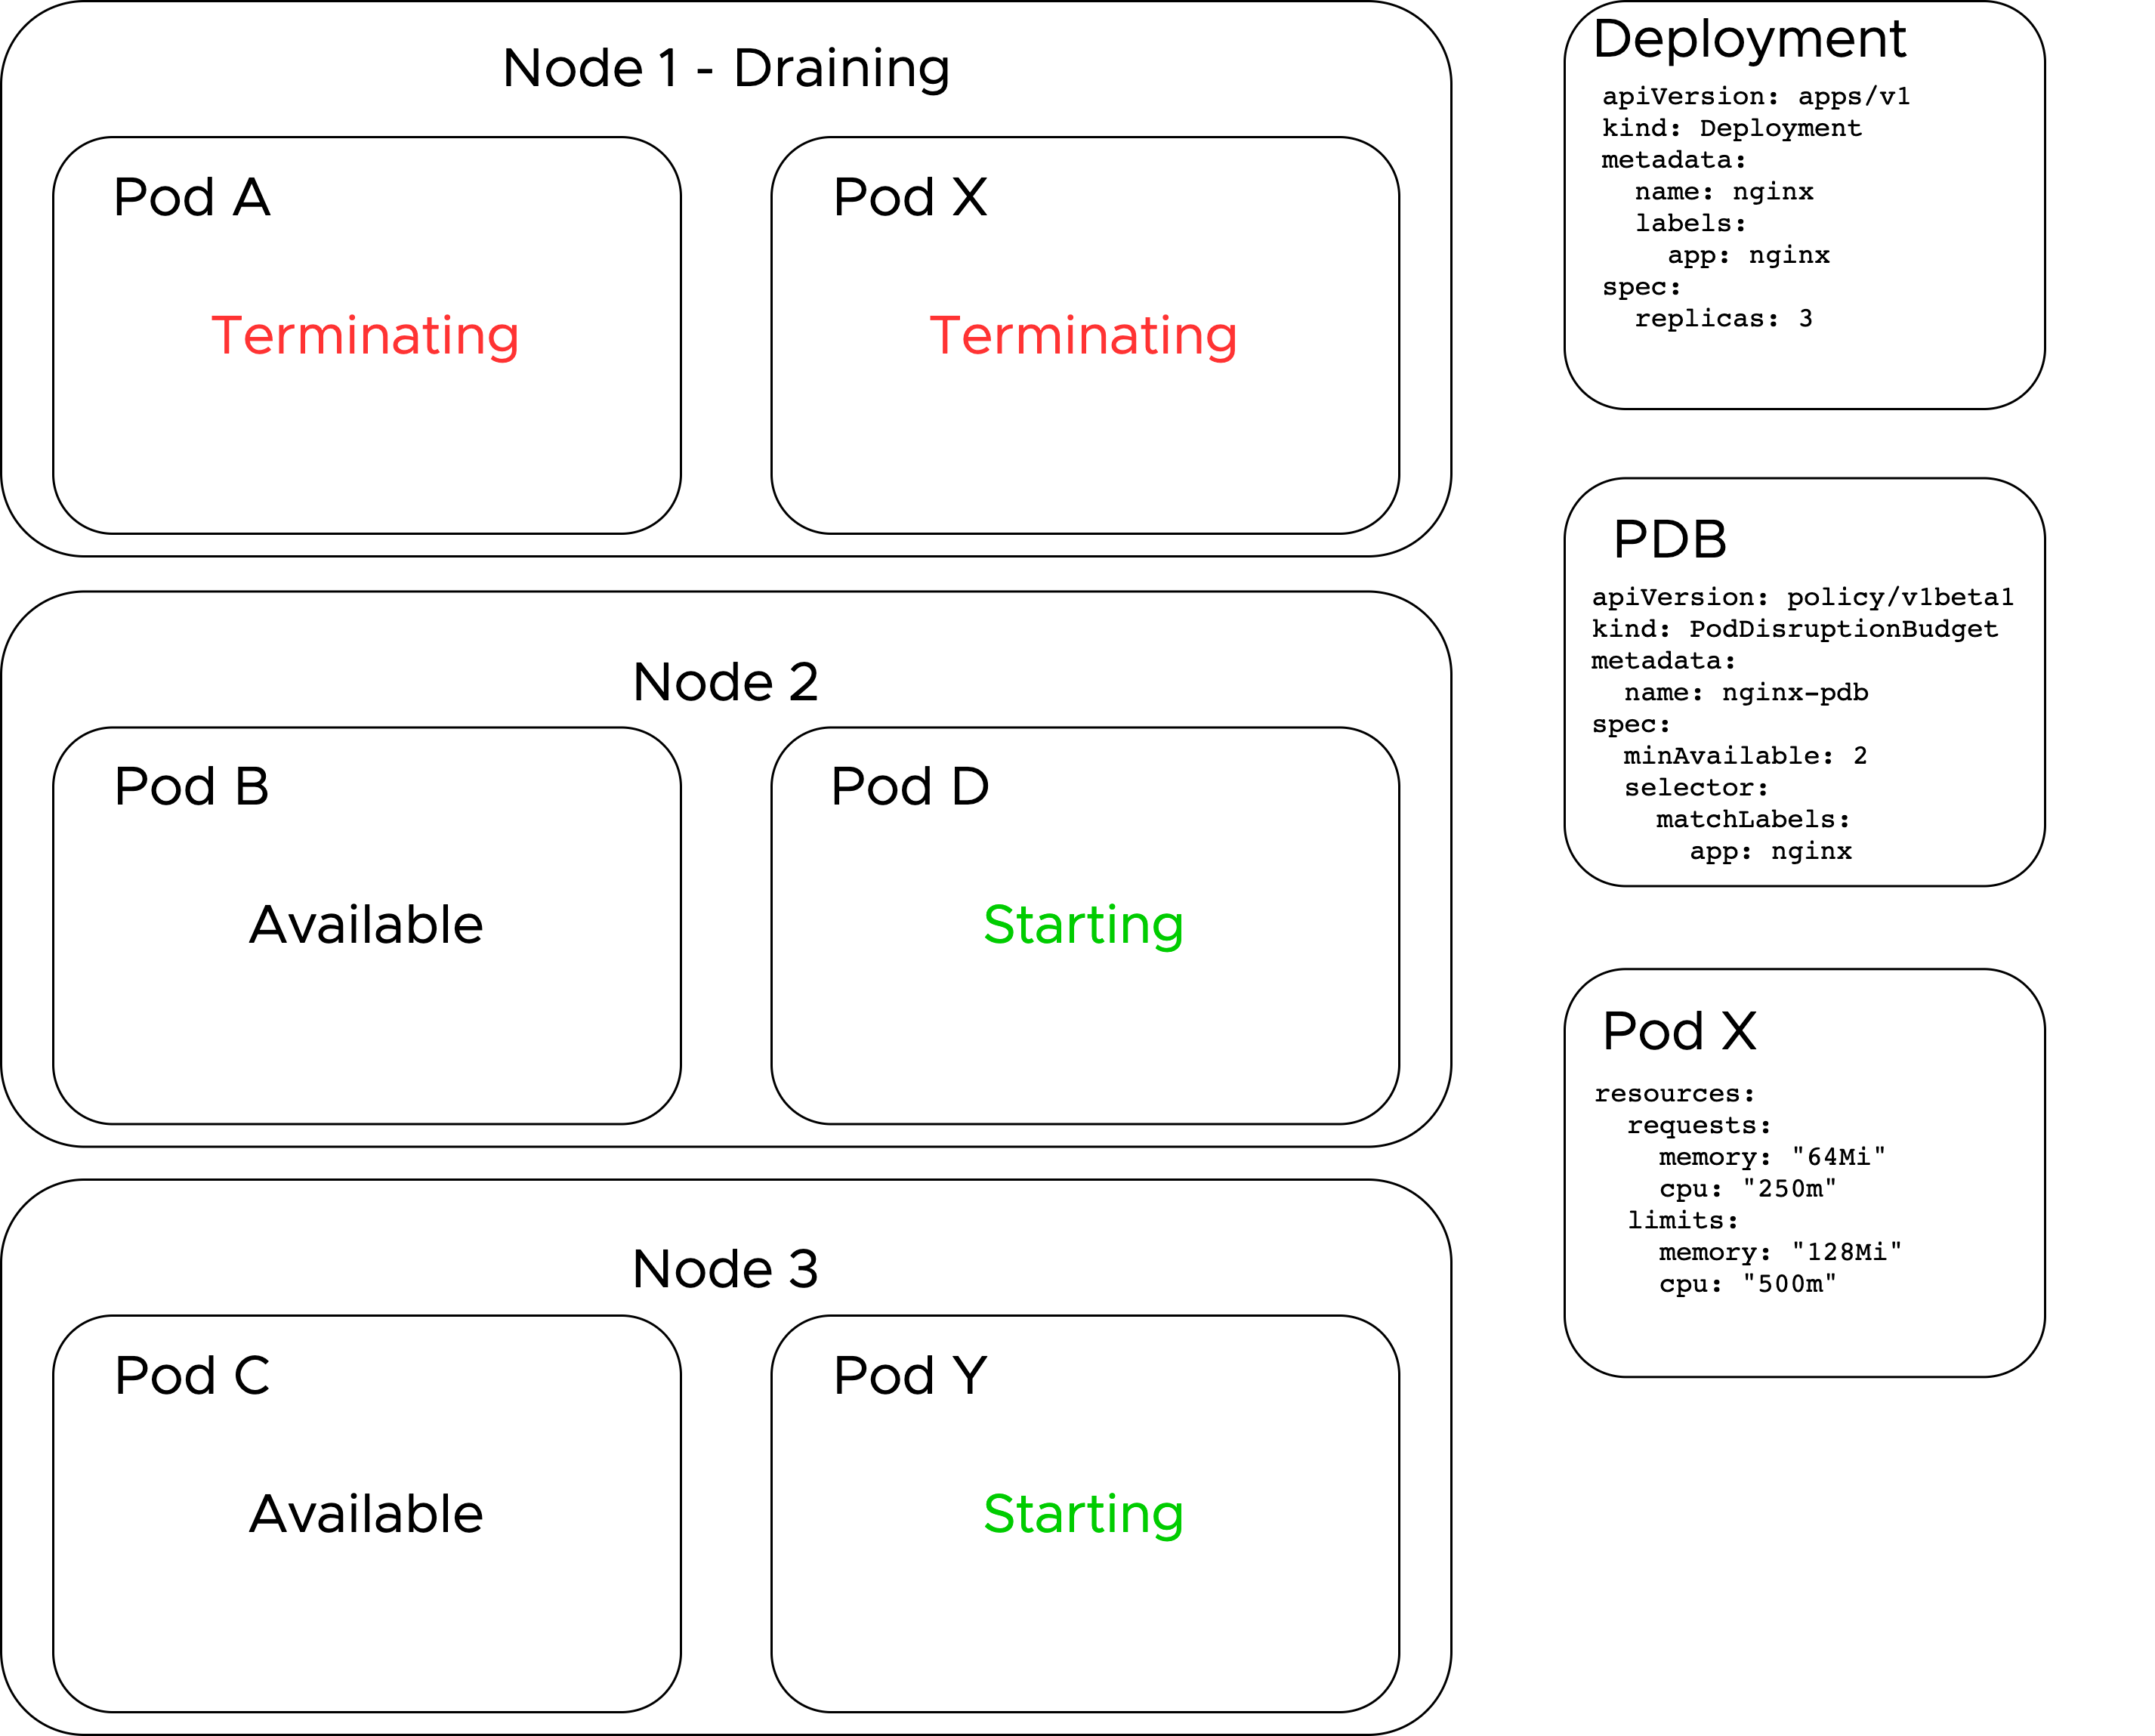 Node 1 - Draining
Pod A
Terminating
Pod X
Terminating
Node 2
Pod B
Available
Pod D
Starting
Node 3
Pod C
Available
Pod Y
Starting
Deployment
apiVersion: apps/v1
kind: Deployment
metadata:
  name: nginx
  labels:
    app: nginx
spec:
  replicas: 3
PDB
apiVersion: policy/v1beta1
kind: PodDisruptionBudget
metadata:
  name: nginx-pdb
spec:
  minAvailable: 2
  selector:
    matchLabels:
      app: nginx
Pod X
resources:
  requests:
    memory: "64Mi"
    cpu: "250m"
  limits:
    memory: "128Mi"
    cpu: "500m"